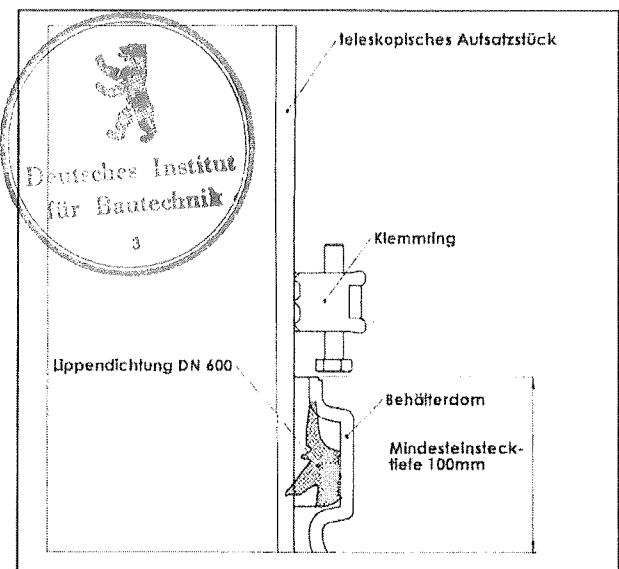 teleskopisches Aufsatzstück
Deutsches Institut
für Bautechnik
3
Klemmring
Lippendichtung DN 600
Behälterdom
Mindesteinsteck-
tiefe 100mm